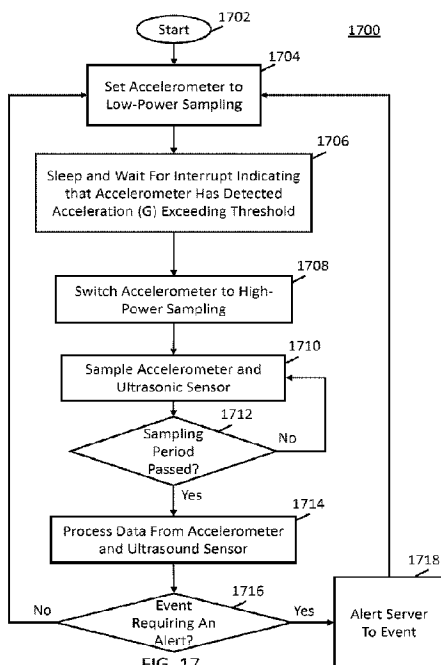 1702
Start
1700
1704
Set Accelerometer to
Low-Power Sampling
1706
Sleep and Wait For Interrupt Indicating
that Accelerometer Has Detected
Acceleration (G) Exceeding Threshold
1708
Switch Accelerometer to High-
Power Sampling
1710
Sample Accelerometer and
Ultrasonic Sensor
1712
Sampling
Period
Passed?
No
Yes
1714
Process Data From Accelerometer
and Ultrasound Sensor
1716
1718
No
Event
Requiring An
Alert?
Yes
Alert Server
To Event
FIG. 17